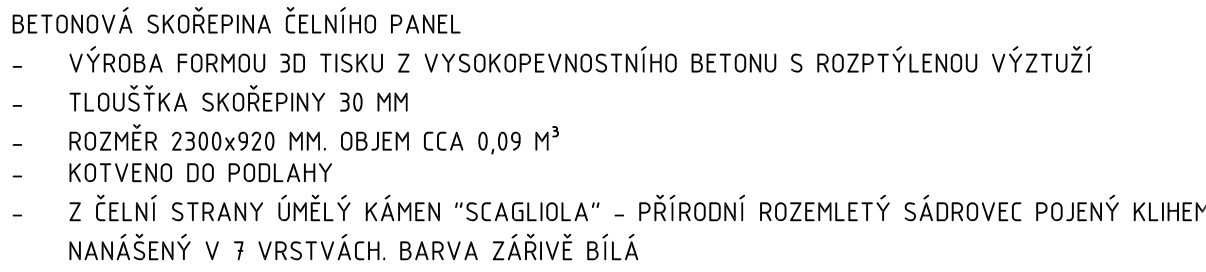 BETONOVÁ SKOŘEPINA ČELNÍHO PANEL
- VÝROBA FORMOU 3D TISKU Z VYSOKOPEVNOSTNÍHO BETONU S ROZPTÝLENOU VÝZTUŽÍ
- TLOUŠŤKA SKOŘEPINY 30 MM
- ROZMĚR 2300x920 MM. OBJEM CCA 0,09 M³
- KOTVENO DO PODLAHY
- Z ČELNÍ STRANY ÚMĚLÝ KÁMEN "SCAGLIOLA" - PŘÍRODNÍ ROZEMLETÝ SÁDROVEC POJENÝ KLIHEM
NANÁŠENÝ V 7 VRSTVÁCH. BARVA ZÁŘIVĚ BÍLÁ